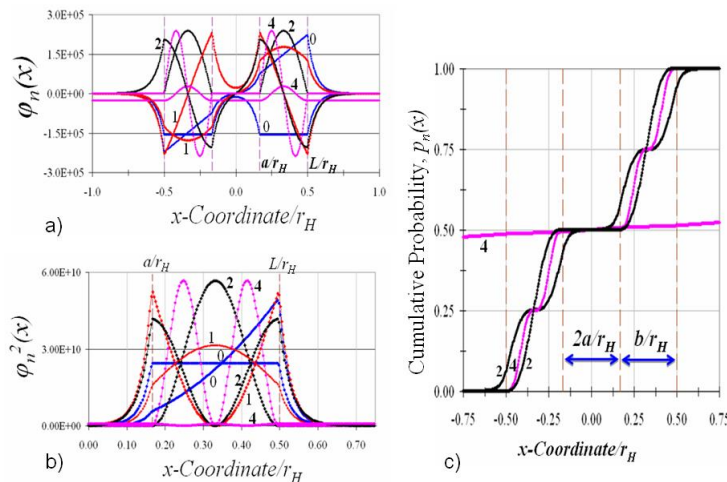 a)
φn(x)
3.0E+05
1.5E+05
0.0E+00
-1.5E+05
-3.0E+05
2
4
2
0
4
1
1
0
a/rH
L/rH
-1.0
-0.5
0.0
0.5
1.0
x-Coordinate/rH
b)
φn2(x)
6.00E+10
3.00E+10
0.00E+00
a/rH
L/rH
2
4
1
0
0
2
1
4
0.00
0.10
0.20
0.30
0.40
0.50
0.60
0.70
x-Coordinate/rH
c)
Cumulative Probability, pn(x)
1.00
0.75
0.50
0.25
0.00
4
2a/rH
b/rH
2
4
2
-0.75
-0.50
-0.25
0.00
0.25
0.50
0.75
x-Coordinate/rH